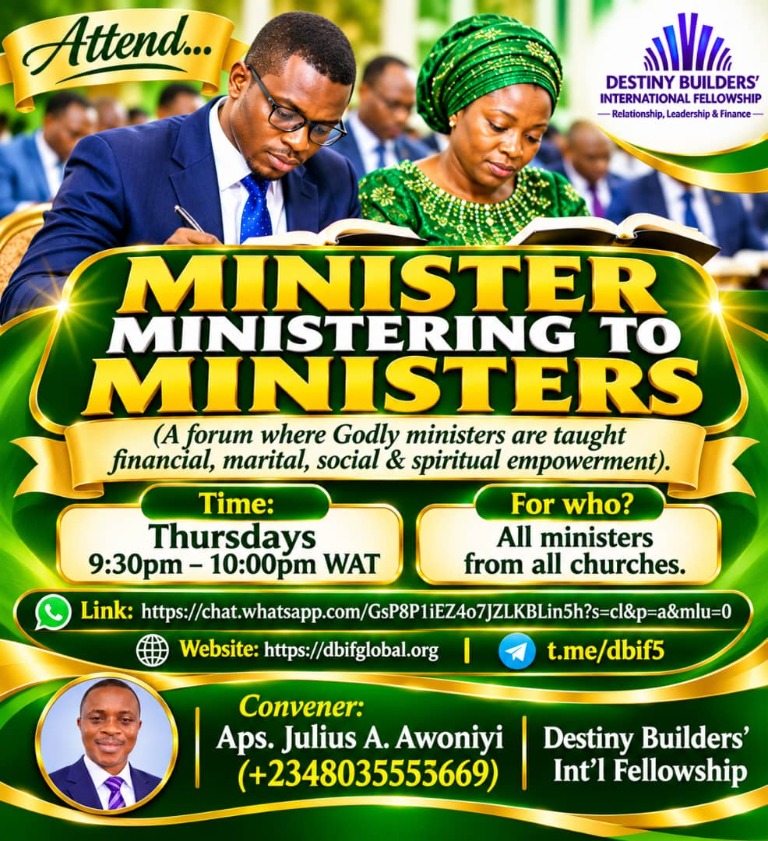 Attend...
DESTINY BUILDERS'
INTERNATIONAL FELLOWSHIP
Relationship, Leadership & Finance
MINISTER
MINISTERING TO
MINISTERS
(A forum where Godly ministers are taught
financial, marital, social & spiritual empowerment).
Time:
Thursdays
9:30pm – 10:00pm WAT
For who?
All ministers
from all churches.
Link: https://chat.whatsapp.com/GsP8P1iEZ4o7JZLKBLin5h?s=cl&p=a&mlu=0
Website: https://dbifglobal.org | t.me/dbif5
Convener:
Aps. Julius A. Awoniyi
(+2348035553669)
Destiny Builders'
Int'l Fellowship